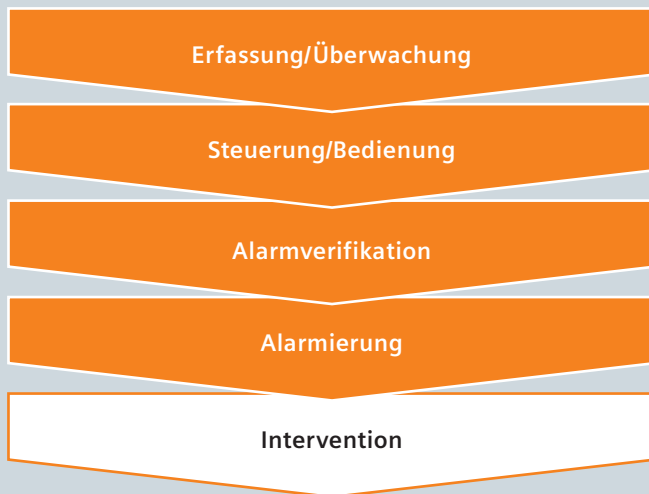 Erfassung/Überwachung
Steuerung/Bedienung
Alarmverifikation
Alarmierung
Intervention